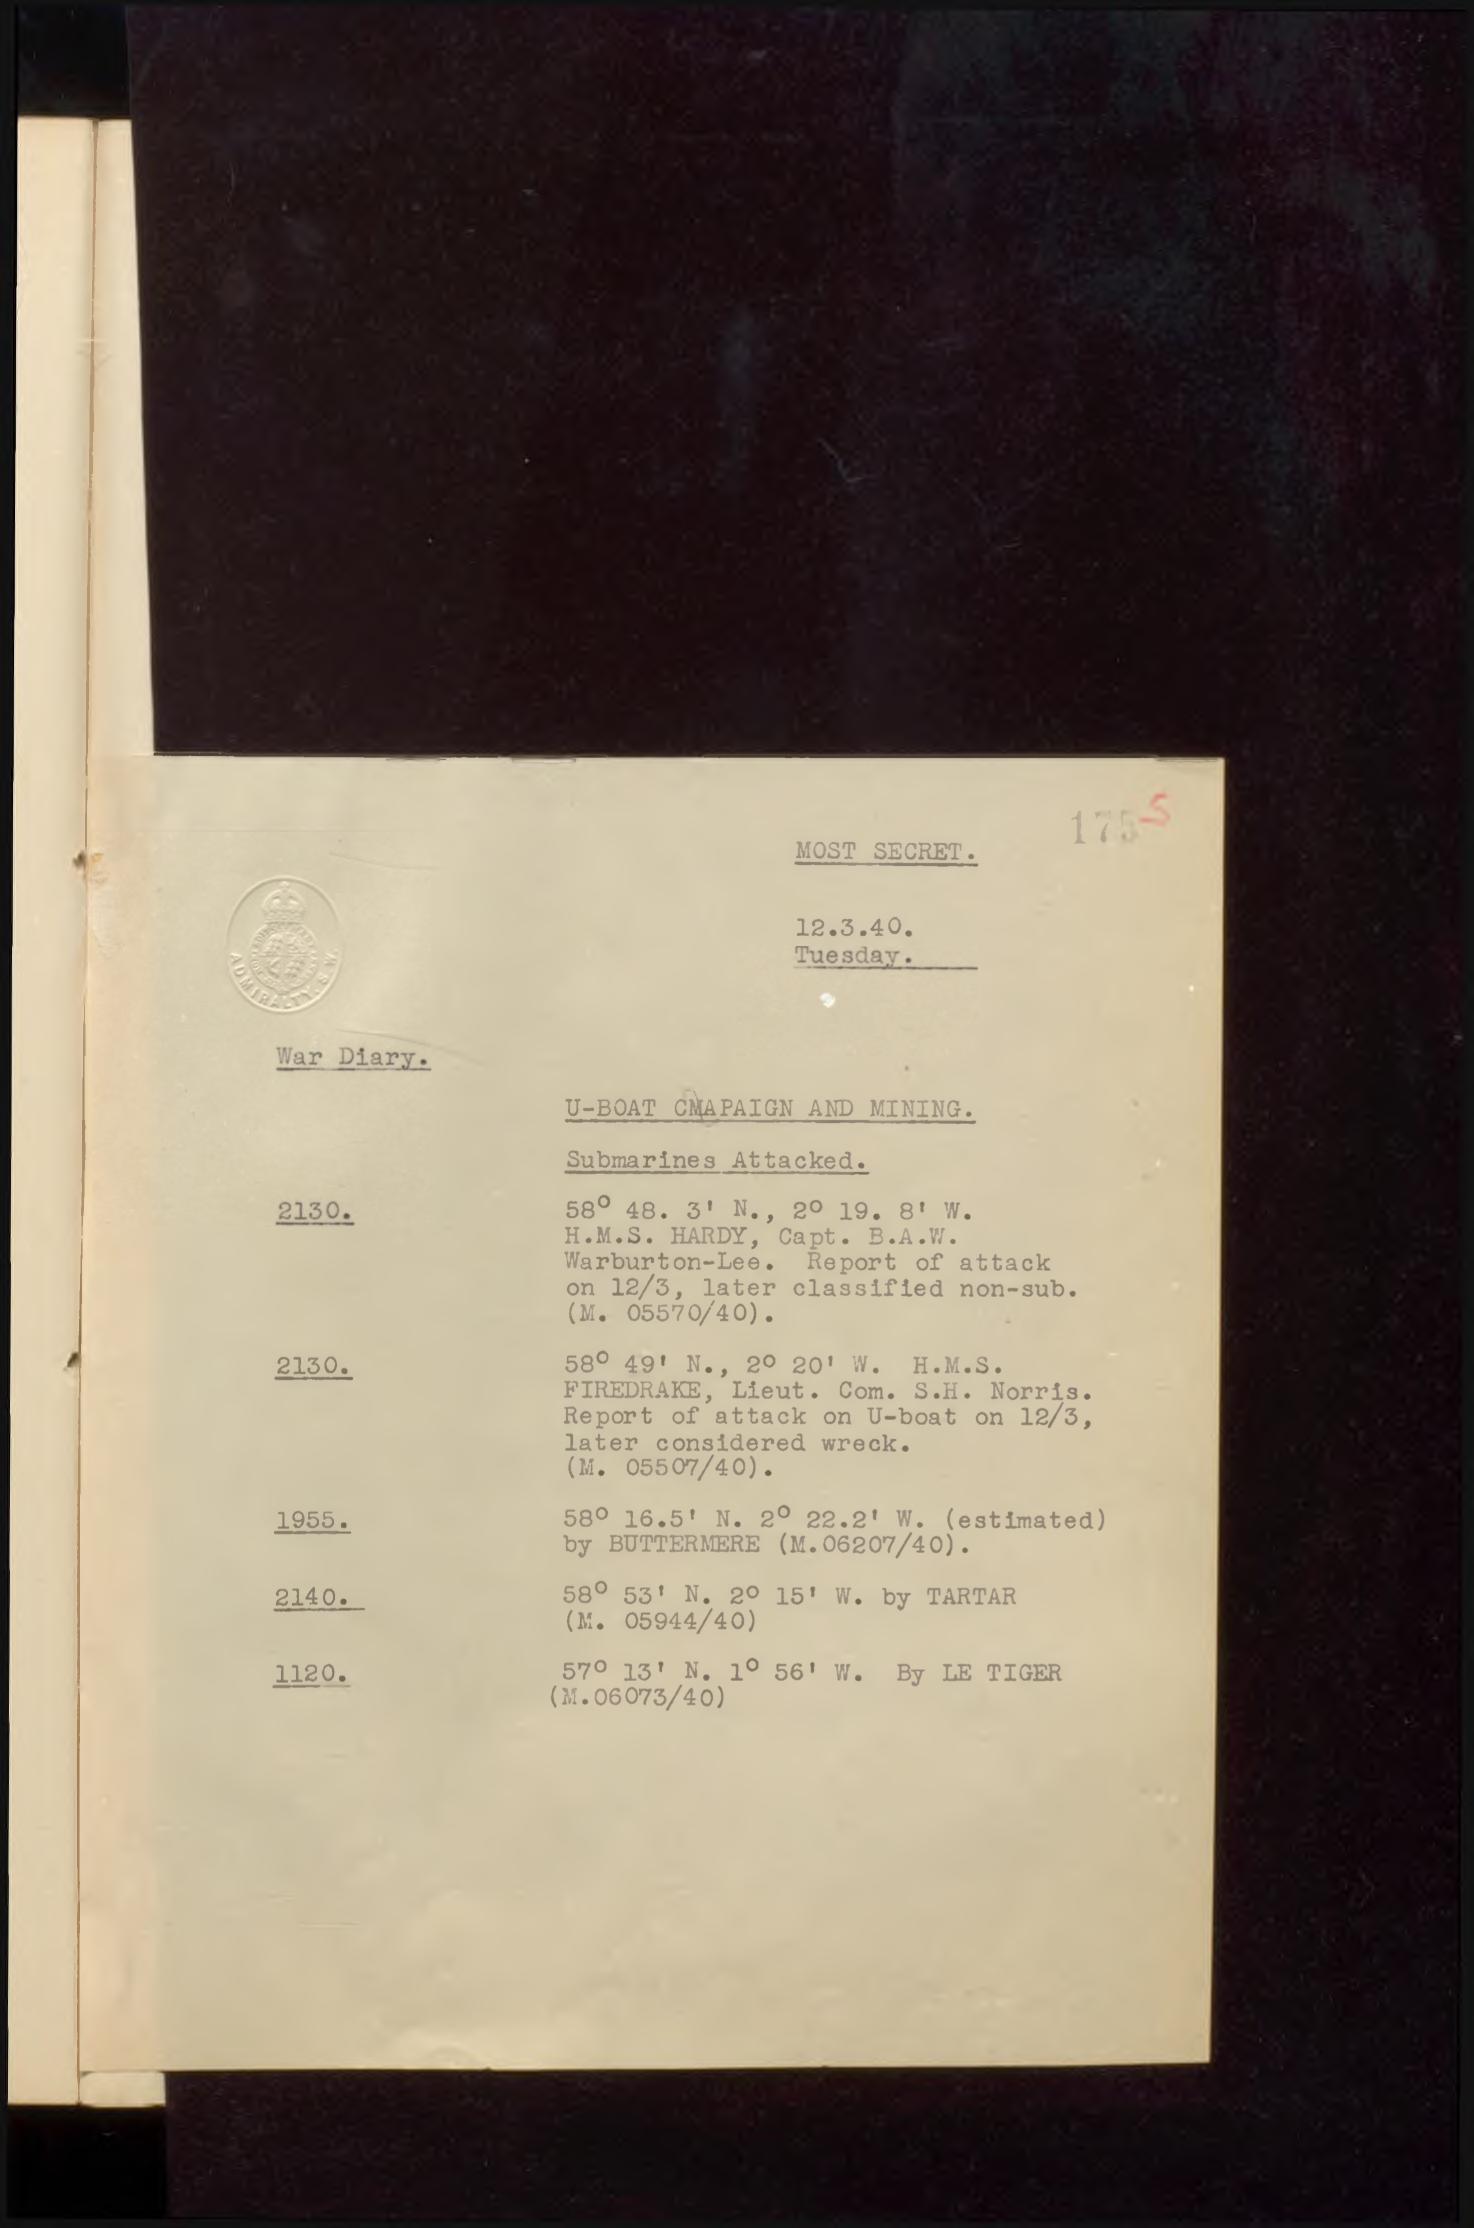 175 S
MOST SECRET.
12.3.40.
Tuesday.
ADMIRALTY. S.W.
War Diary.
U-BOAT CMAPAIGN AND MINING.
Submarines Attacked.
2130. 58° 48. 3' N., 2° 19. 8' W.
H.M.S. HARDY, Capt. B.A.W.
Warburton-Lee. Report of attack
on 12/3, later classified non-sub.
(M. 05570/40).
2130. 58° 49' N., 2° 20' W. H.M.S.
FIREDRAKE, Lieut. Com. S.H. Norris.
Report of attack on U-boat on 12/3,
later considered wreck.
(M. 05507/40).
1955. 58° 16.5' N. 2° 22.2' W. (estimated)
by BUTTERMERE (M.06207/40).
2140. 58° 53' N. 2° 15' W. by TARTAR
(M. 05944/40)
1120. 57° 13' N. 1° 56' W. By LE TIGER
(M.06073/40)